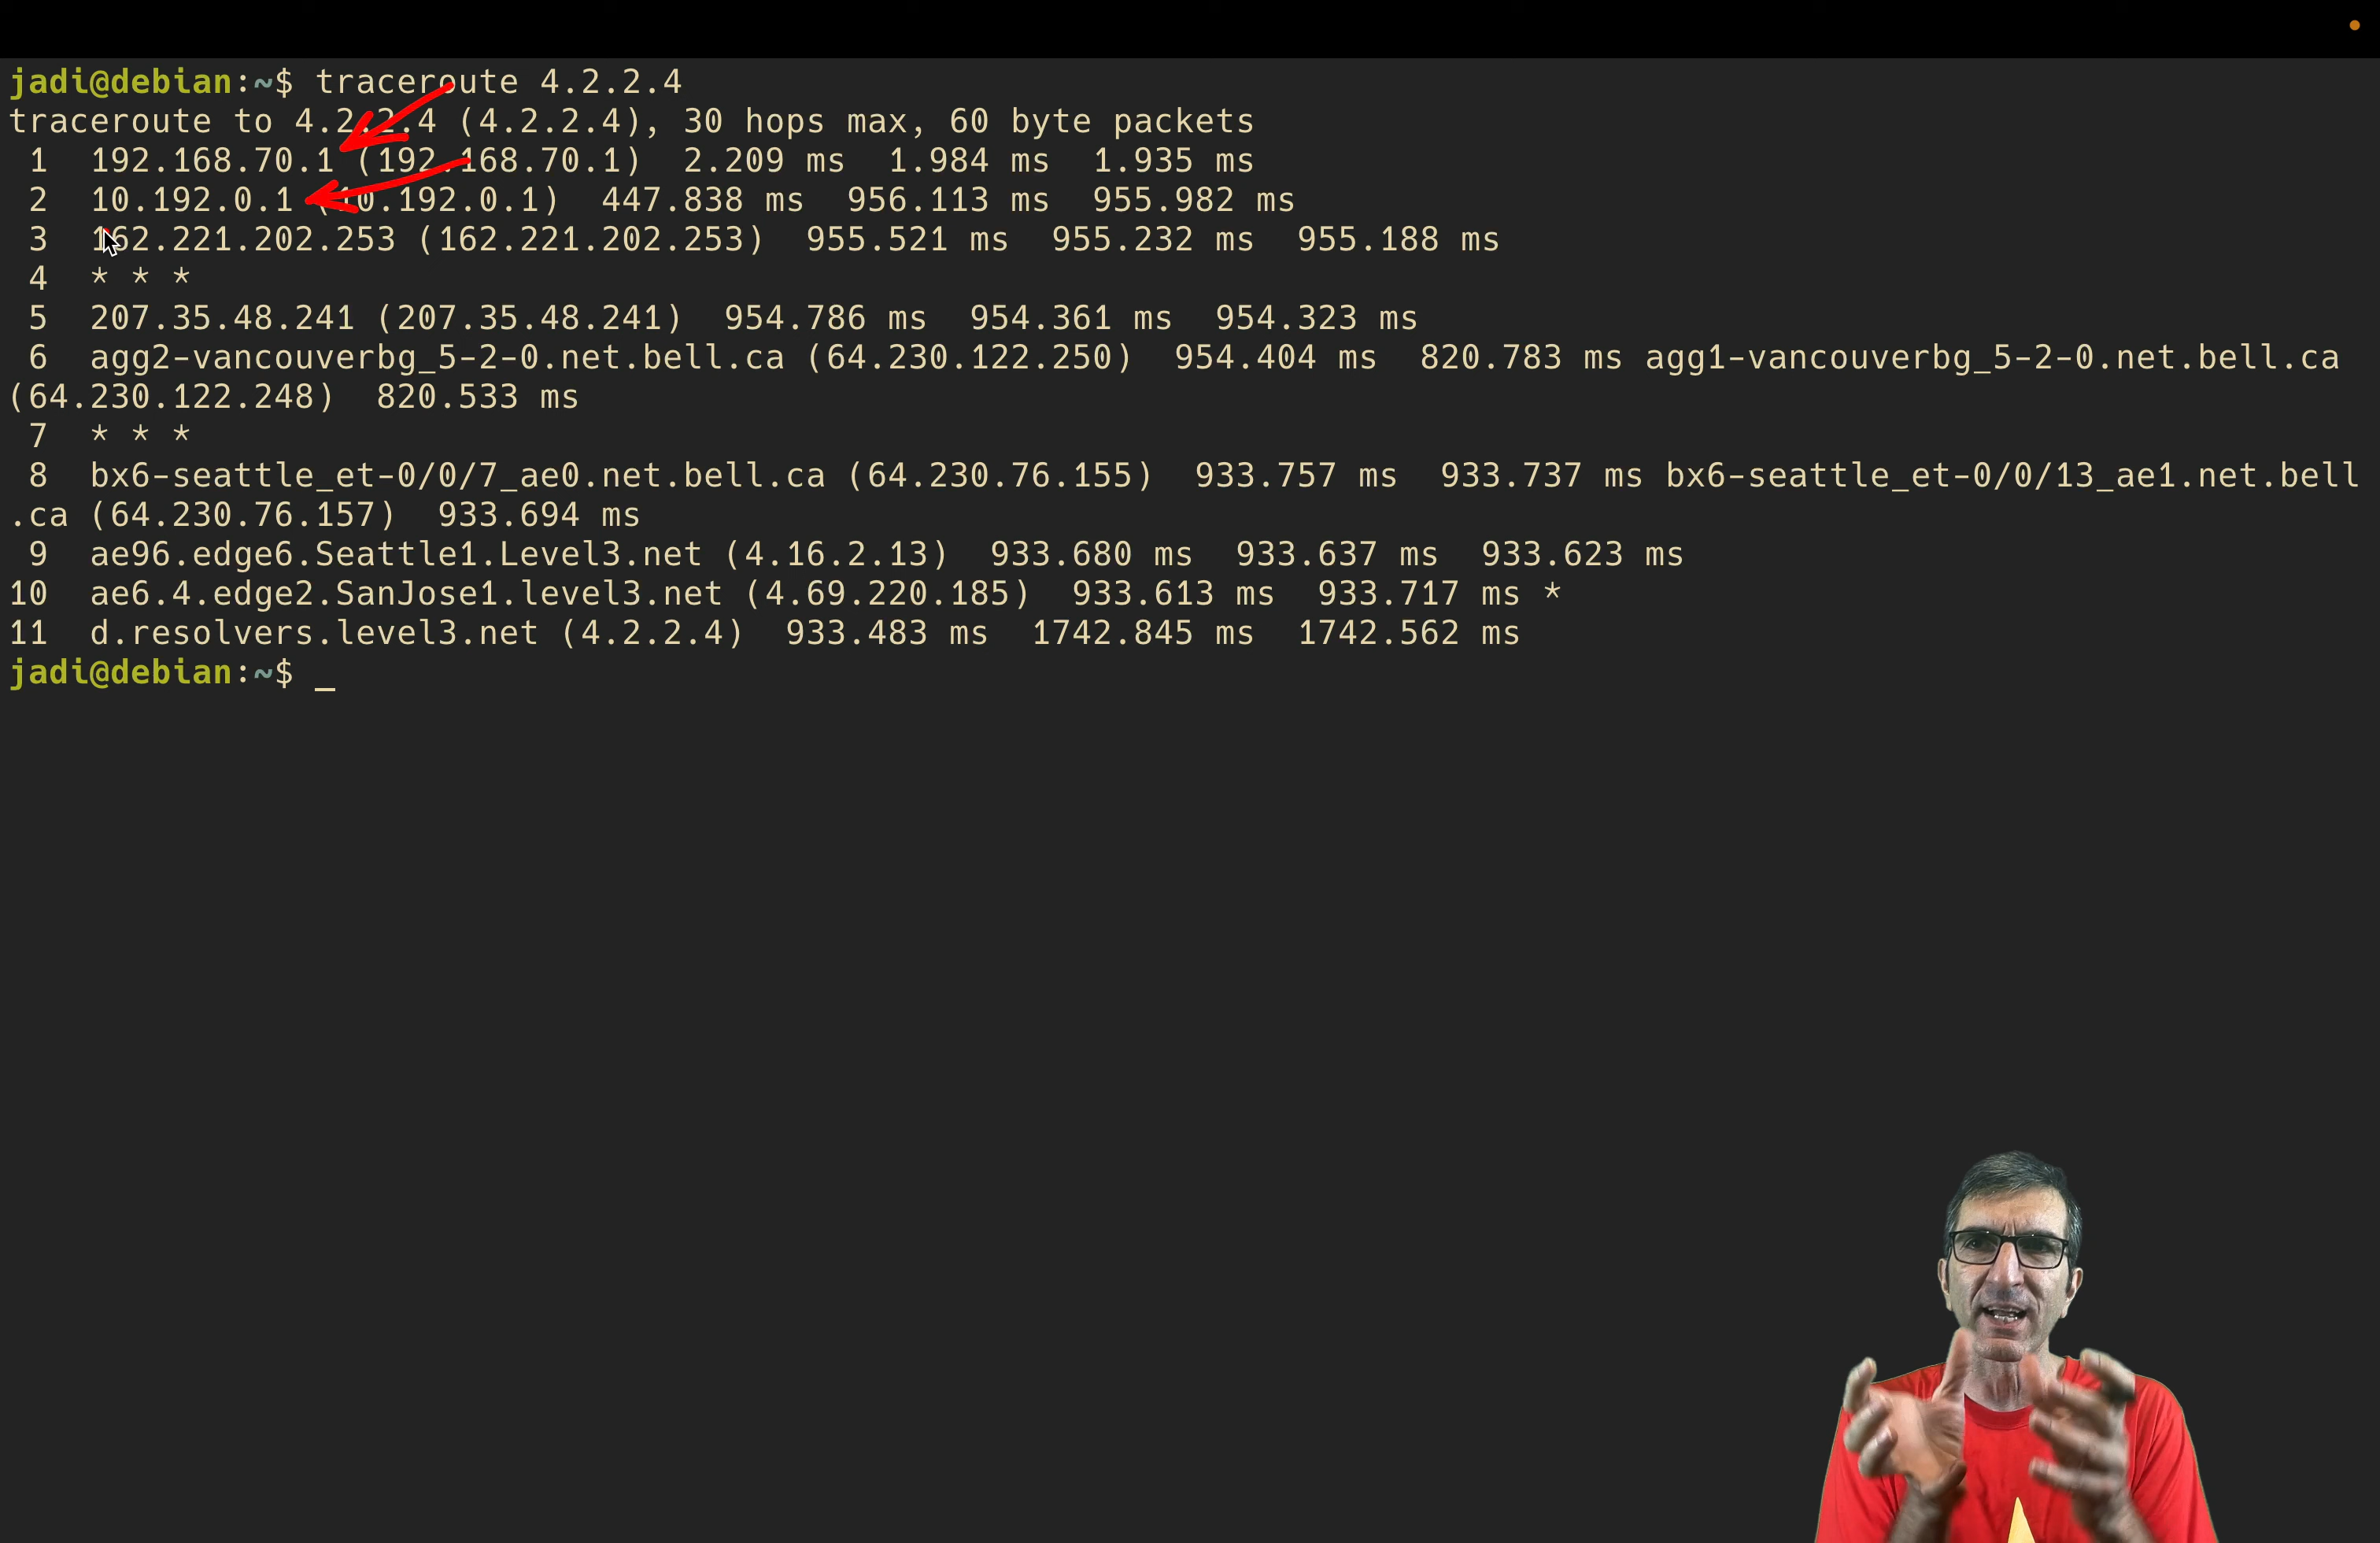 jadi@debian:~$ traceroute 4.2.2.4
traceroute to 4.2.2.4 (4.2.2.4), 30 hops max, 60 byte packets
1 192.168.70.1 (192.168.70.1) 2.209 ms 1.984 ms 1.935 ms
2 10.192.0.1 (10.192.0.1) 447.838 ms 956.113 ms 955.982 ms
3 162.221.202.253 (162.221.202.253) 955.521 ms 955.232 ms 955.188 ms
4 * * *
5 207.35.48.241 (207.35.48.241) 954.786 ms 954.361 ms 954.323 ms
6 agg2-vancouverbg_5-2-0.net.bell.ca (64.230.122.250) 954.404 ms 820.783 ms agg1-vancouverbg_5-2-0.net.bell.ca
(64.230.122.248) 820.533 ms
7 * * *
8 bx6-seattle_et-0/0/7_ae0.net.bell.ca (64.230.76.155) 933.757 ms 933.737 ms bx6-seattle_et-0/0/13_ae1.net.bell
.ca (64.230.76.157) 933.694 ms
9 ae96.edge6.Seattle1.Level3.net (4.16.2.13) 933.680 ms 933.637 ms 933.623 ms
10 ae6.4.edge2.SanJose1.level3.net (4.69.220.185) 933.613 ms 933.717 ms *
11 d.resolvers.level3.net (4.2.2.4) 933.483 ms 1742.845 ms 1742.562 ms
jadi@debian:~$ _